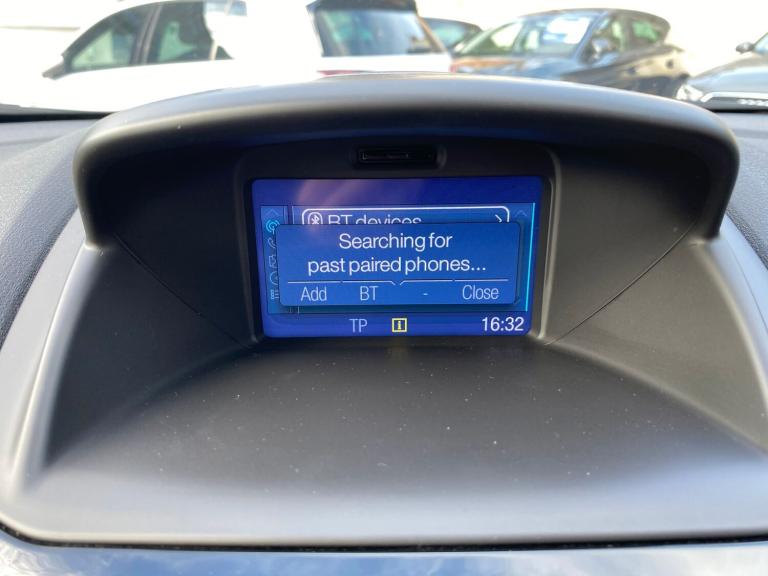 BT devices
Searching for
past paired phones...
Add BT - Close
TP i 16:32